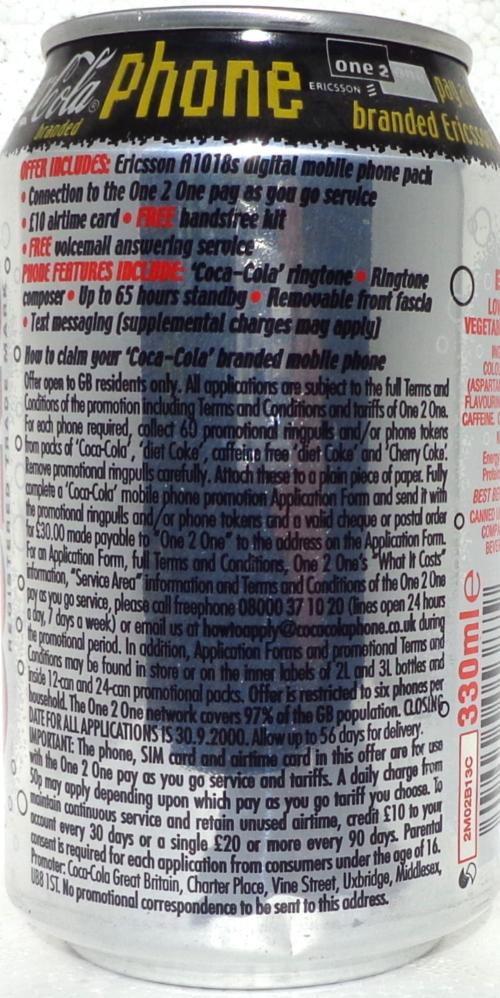 Cola® Phone one 2 one pay as
branded ERICSSON branded Ericsson
OFFER INCLUDES: Ericsson A1018s digital mobile phone pack
• Connection to the One 2 One pay as you go service
• £10 airtime card • FREE handsfree kit
• FREE voicemail answering service
PHONE FEATURES INCLUDE: 'Coca-Cola' ringtone • Ringtone
composer • Up to 65 hours standby • Removable front fascia
• Text messaging (supplemental charges may apply)
How to claim your 'Coca-Cola' branded mobile phone
Offer open to GB residents only. All applications are subject to the full Terms and
Conditions of the promotion including Terms and Conditions and tariffs of One 2 One.
For each phone required, collect 60 promotional ringpulls and/or phone tokens
from packs of 'Coca-Cola', 'diet Coke', caffeine free 'diet Coke' and 'Cherry Coke'.
Remove promotional ringpulls carefully. Attach these to a plain piece of paper. Fully
complete a 'Coca-Cola' mobile phone promotion Application Form and send it with
the promotional ringpulls and/or phone tokens and a valid cheque or postal order
for £30.00 made payable to "One 2 One" to the address on the Application Form.
For an Application Form, full Terms and Conditions, One 2 One's "What It Costs"
information, "Service Area" information and Terms and Conditions of the One 2 One
pay as you go service, please call freephone 08000 37 10 20 (lines open 24 hours
a day, 7 days a week) or email us at howtoapply@cocacolaphone.co.uk during
the promotional period. In addition, Application Forms and promotional Terms and
Conditions may be found in store or on the inner labels of 2L and 3L bottles and
inside 12-can and 24-can promotional packs. Offer is restricted to six phones per
household. The One 2 One network covers 97% of the GB population. CLOSING
DATE FOR ALL APPLICATIONS IS 30.9.2000. Allow up to 56 days for delivery.
IMPORTANT: The phone, SIM card and airtime card in this offer are for use
with the One 2 One pay as you go service and tariffs. A daily charge from
50p may apply depending upon which pay as you go tariff you choose. To
maintain continuous service and retain unused airtime, credit £10 to your
account every 30 days or a single £20 or more every 90 days. Parental
consent is required for each application from consumers under the age of 16.
Promoter: Coca-Cola Great Britain, Charter Place, Vine Street, Uxbridge, Middlesex,
UB8 1ST. No promotional correspondence to be sent to this address.
REGISTERED TRADE MARK
LOW
VEGETA
COLO
(ASPARTA
FLAVOURIN
CAFFEINE
Energy
Protein
BEST
CANNED
COMPA
BEVE
330ml e
2M02B13C